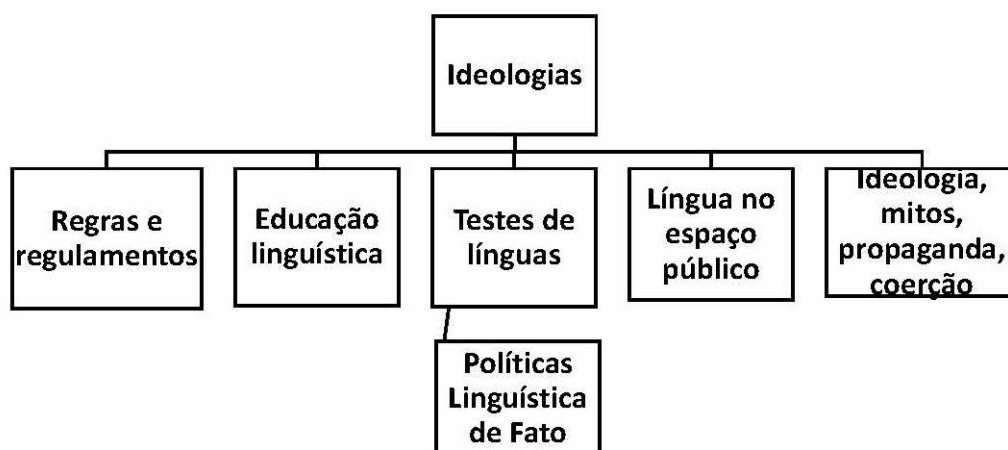 Ideologias
Regras e
regulamentos
Educação
linguística
Testes de
línguas
Língua no
espaço
público
Ideologia,
mitos,
propaganda,
coerção
Políticas
Linguística
de Fato